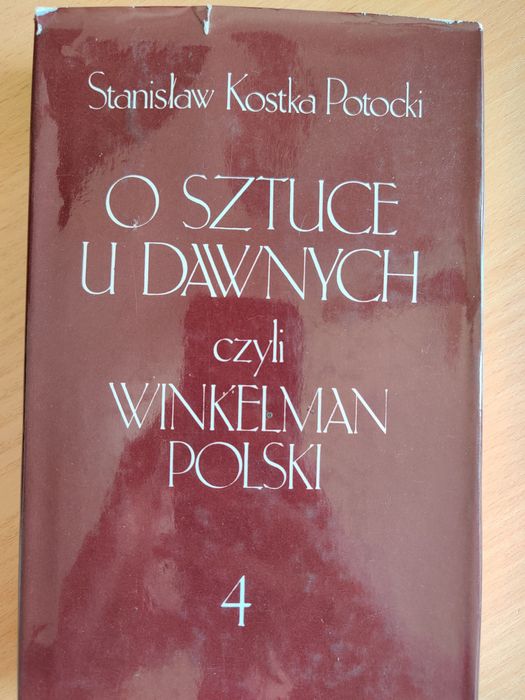 Stanisław Kostka Potocki
O SZTUCE
U DAWNYCH
czyli
WINKELMAN
POLSKI
4